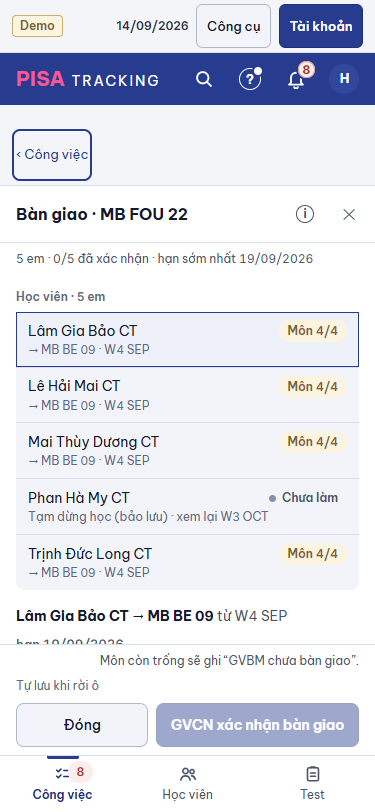 Demo 14/09/2026 Công cụ Tài khoản
PISA TRACKING ? 8 H
‹ Công việc
Bàn giao · MB FOU 22
5 em · 0/5 đã xác nhận · hạn sớm nhất 19/09/2026
Học viên · 5 em
Lâm Gia Bảo CT Môn 4/4
→ MB BE 09 · W4 SEP
Lê Hải Mai CT Môn 4/4
→ MB BE 09 · W4 SEP
Mai Thùy Dương CT Môn 4/4
→ MB BE 09 · W4 SEP
Phan Hà My CT Chưa làm
Tạm dừng học (bảo lưu) · xem lại W3 OCT
Trịnh Đức Long CT Môn 4/4
→ MB BE 09 · W4 SEP
Lâm Gia Bảo CT → MB BE 09 từ W4 SEP
hạn 19/09/2026
Môn còn trống sẽ ghi “GVBM chưa bàn giao”.
Tự lưu khi rời ô
Đóng GVCN xác nhận bàn giao
8
Công việc Học viên Test